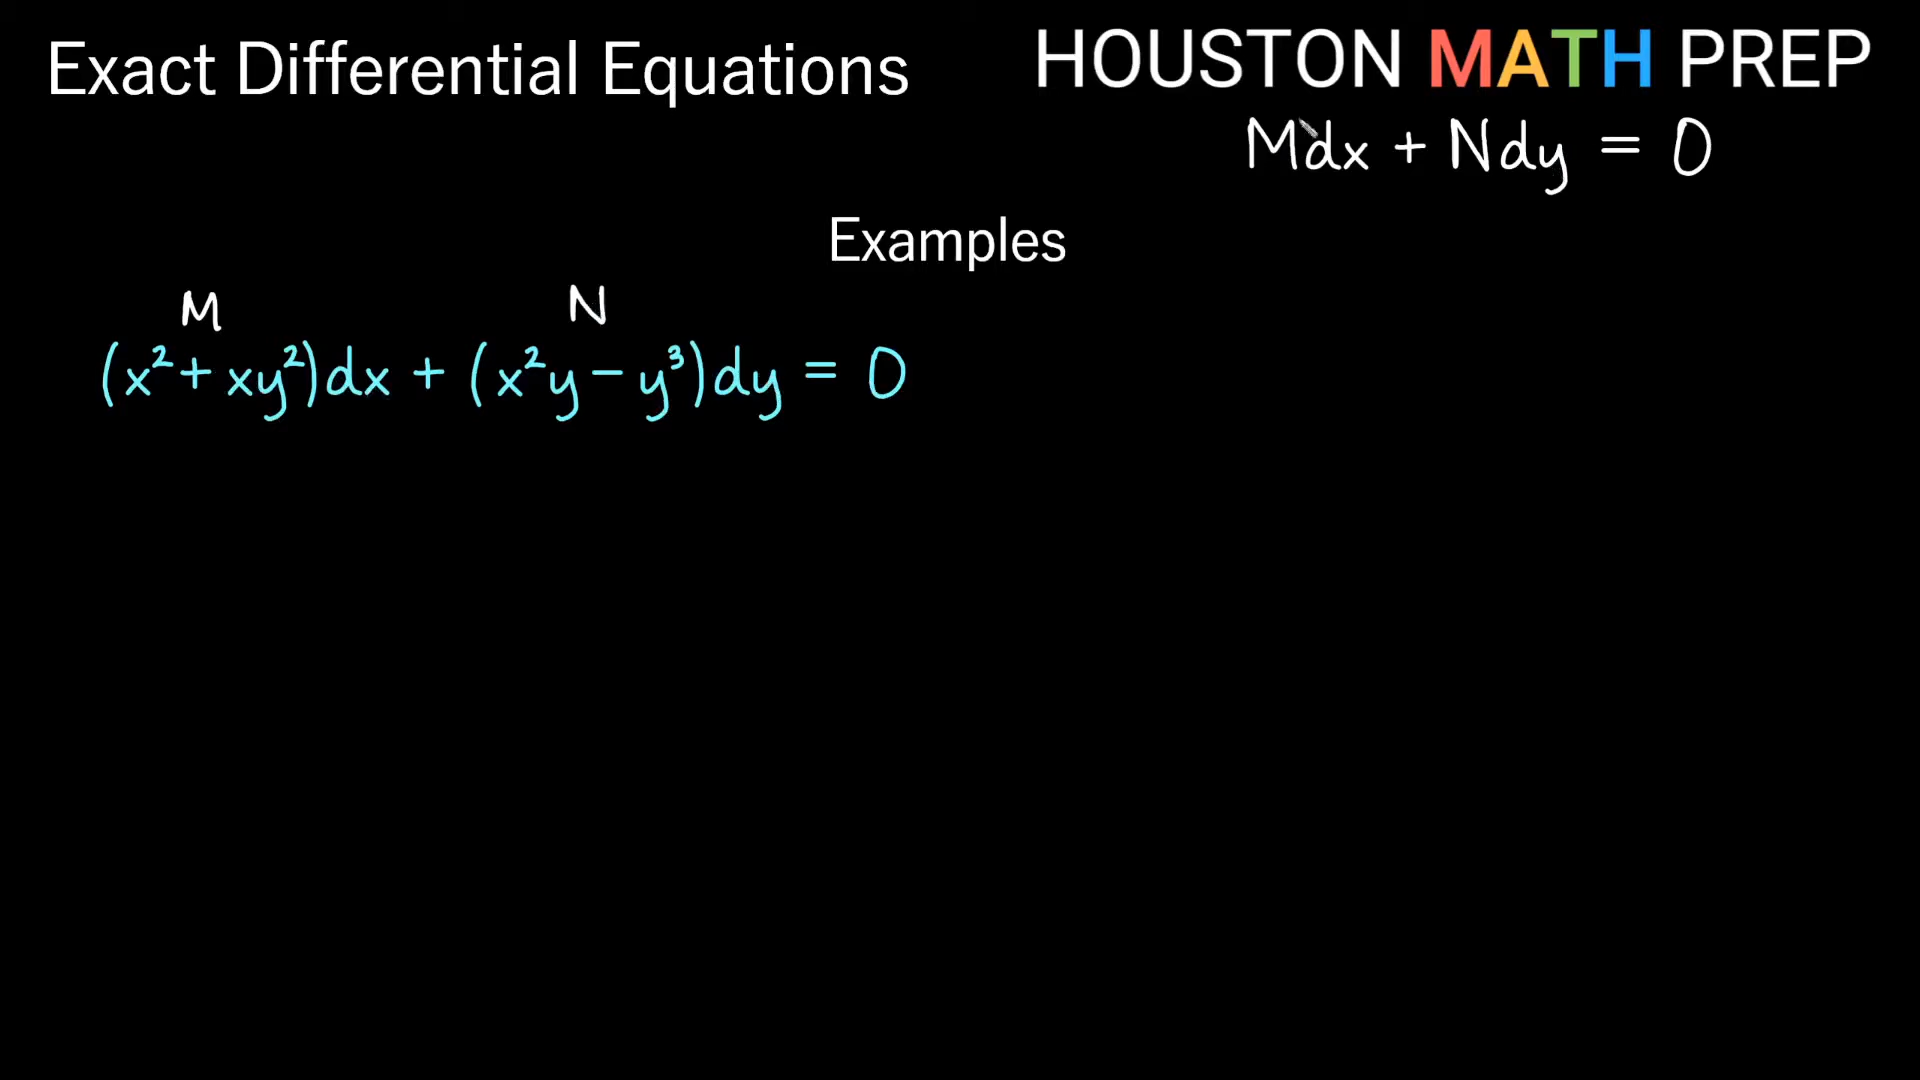 Exact Differential Equations
HOUSTON MATH PREP
Mdx + Ndy = 0
Examples
M N
(x²+ xy²)dx + (x²y – y³)dy = 0